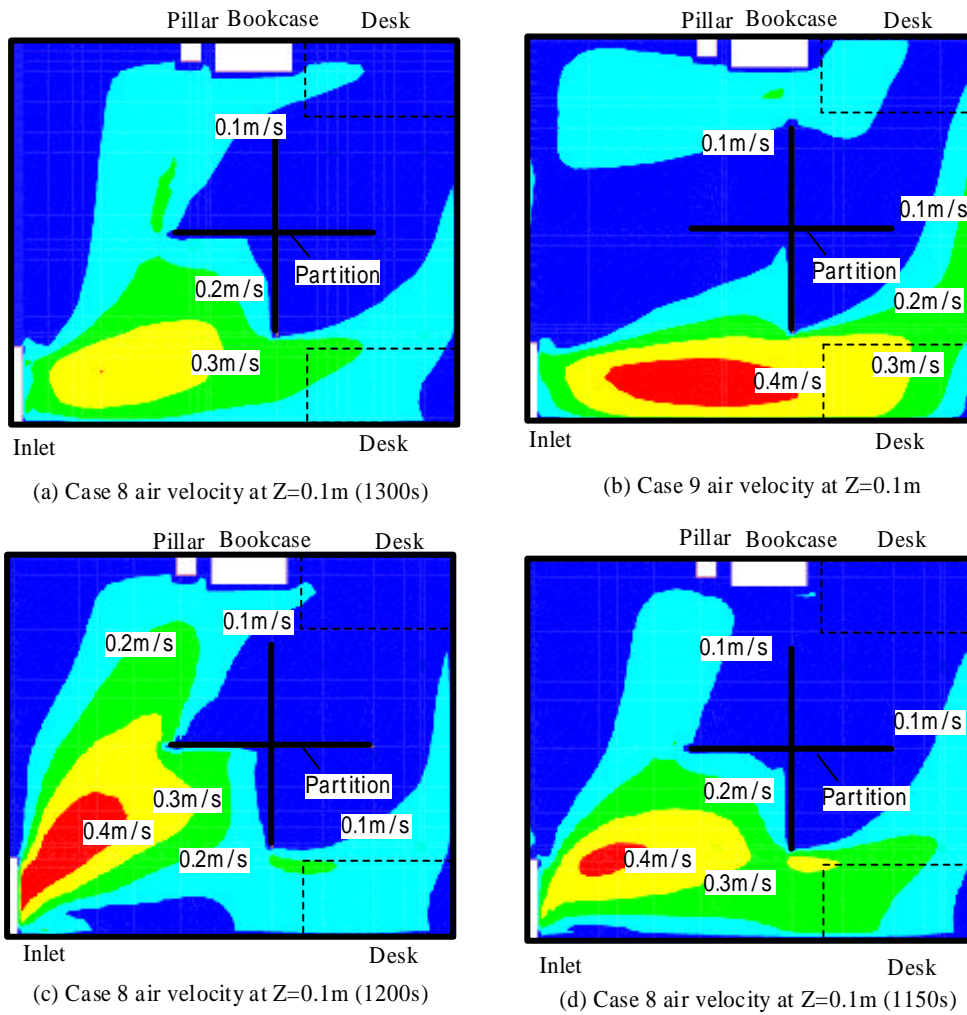 Pillar Bookcase Desk
0.1m/s
Partition
0.2m/s
0.3m/s
Inlet
Desk
(a) Case 8 air velocity at Z=0.1m (1300s)
Pillar Bookcase Desk
0.1m/s
0.1m/s
Partition
0.2m/s
0.3m/s
0.4m/s
Inlet
Desk
(b) Case 9 air velocity at Z=0.1m
Pillar Bookcase Desk
0.1m/s
0.2m/s
Partition
0.3m/s
0.4m/s
0.1m/s
0.2m/s
Inlet
Desk
(c) Case 8 air velocity at Z=0.1m (1200s)
Pillar Bookcase Desk
0.1m/s
0.1m/s
0.2m/s
Partition
0.4m/s
0.3m/s
Inlet
Desk
(d) Case 8 air velocity at Z=0.1m (1150s)